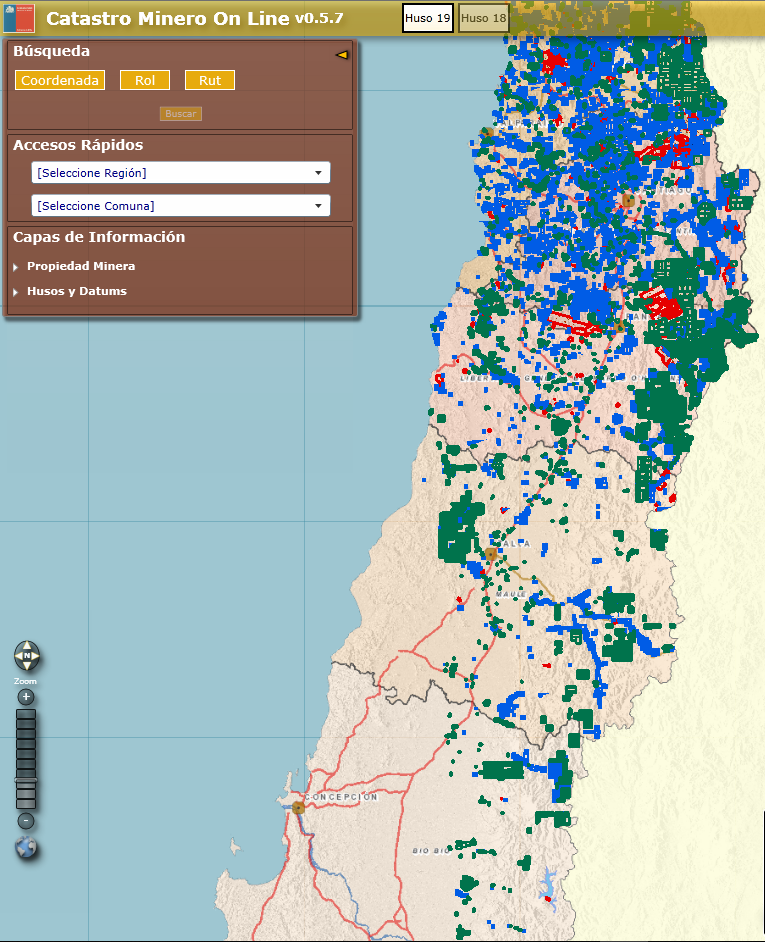 Catastro Minero On Line v0.5.7
Huso 19
Huso 18
Búsqueda
Coordenada
Rol
Rut
Buscar
Accesos Rápidos
[Seleccione Región]
[Seleccione Comuna]
Capas de Información
Propiedad Minera
Husos y Datums
MAULE
N
Zoom
+
-
CONCEPCION
BIO BIO